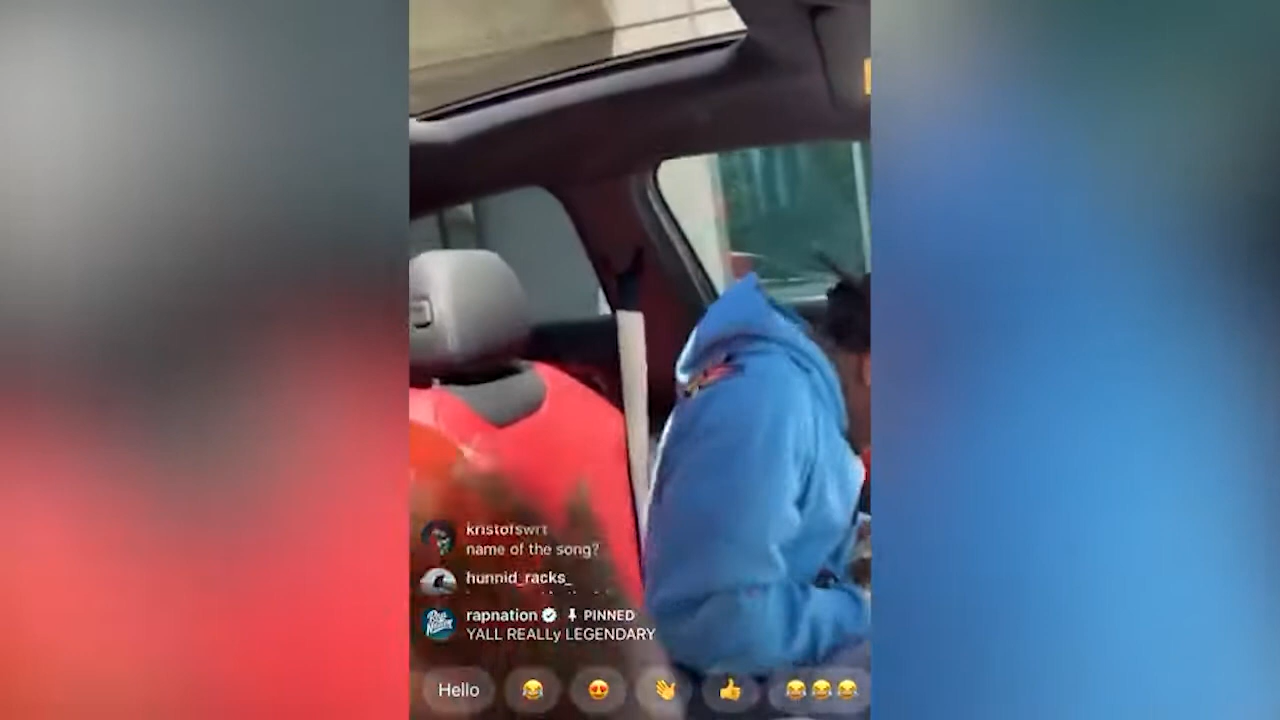 kristofswrt
name of the song?
hunnid_racks_
rapnation PINNED
YALL REALLy LEGENDARY
Hello